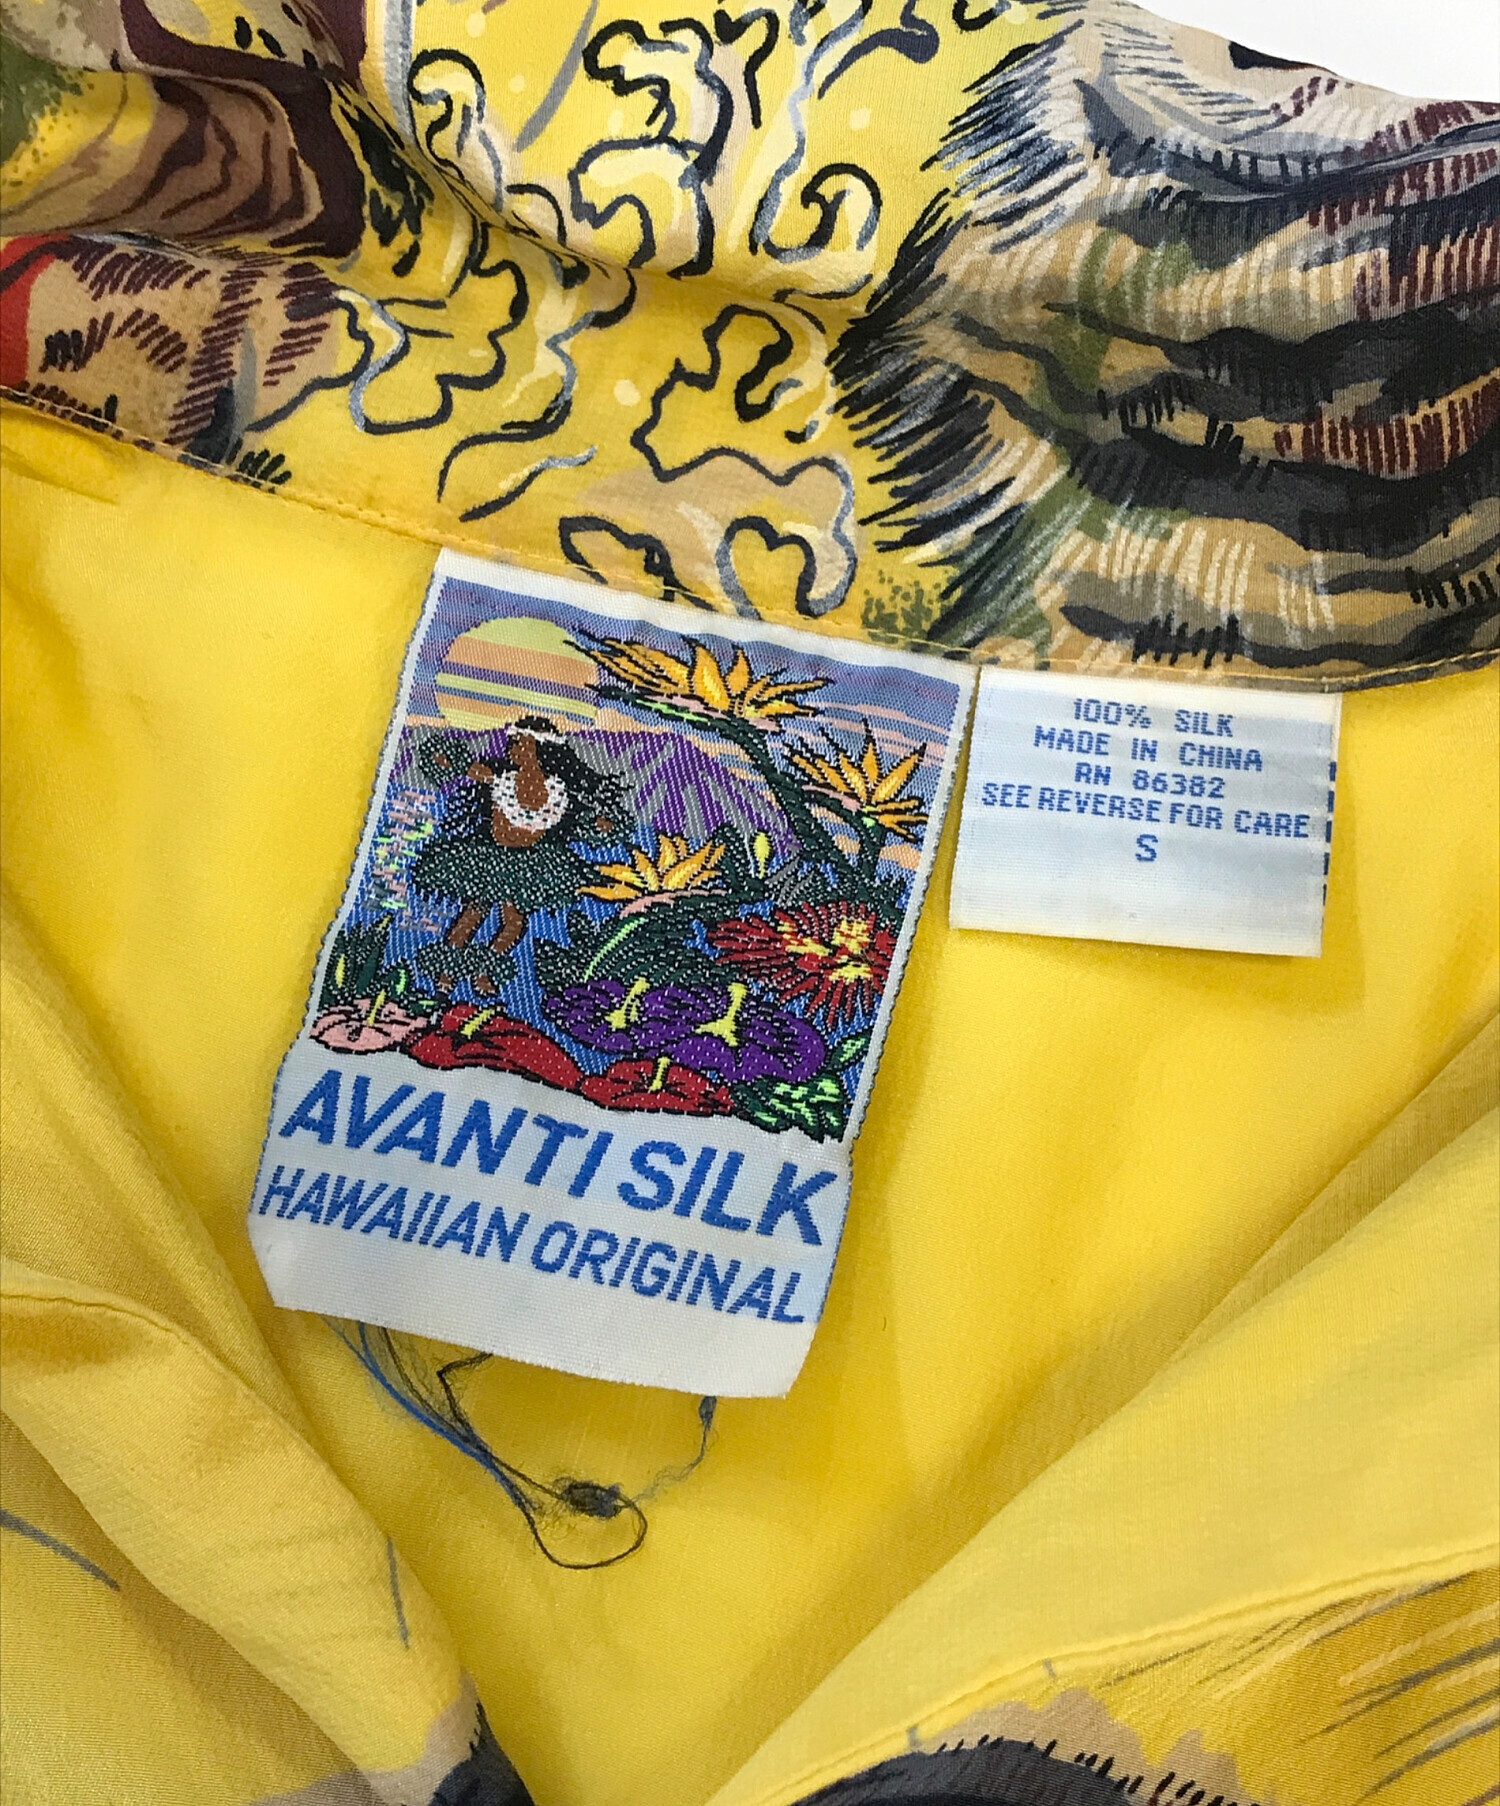 AVANTI SILK
HAWAIIAN ORIGINAL
100% SILK
MADE IN CHINA
RN 86382
SEE REVERSE FOR CARE
S